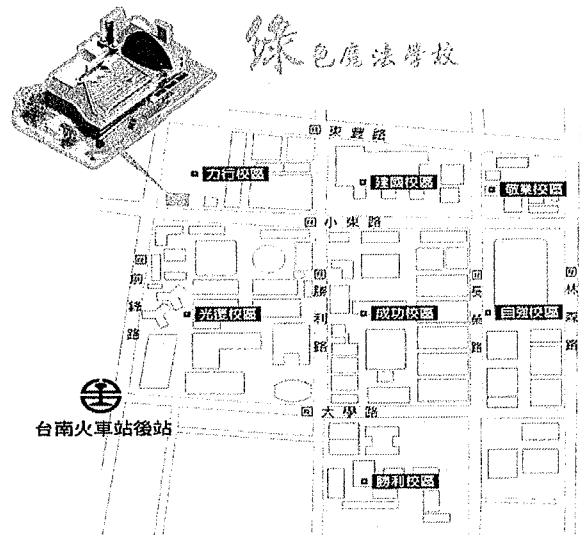 綠色魔法學校
東豐路
力行校區
建國校區
敬業校區
小東路
前鋒路
勝利路
長榮路
林森路
光復校區
成功校區
自強校區
台南火車站後站
大學路
勝利校區